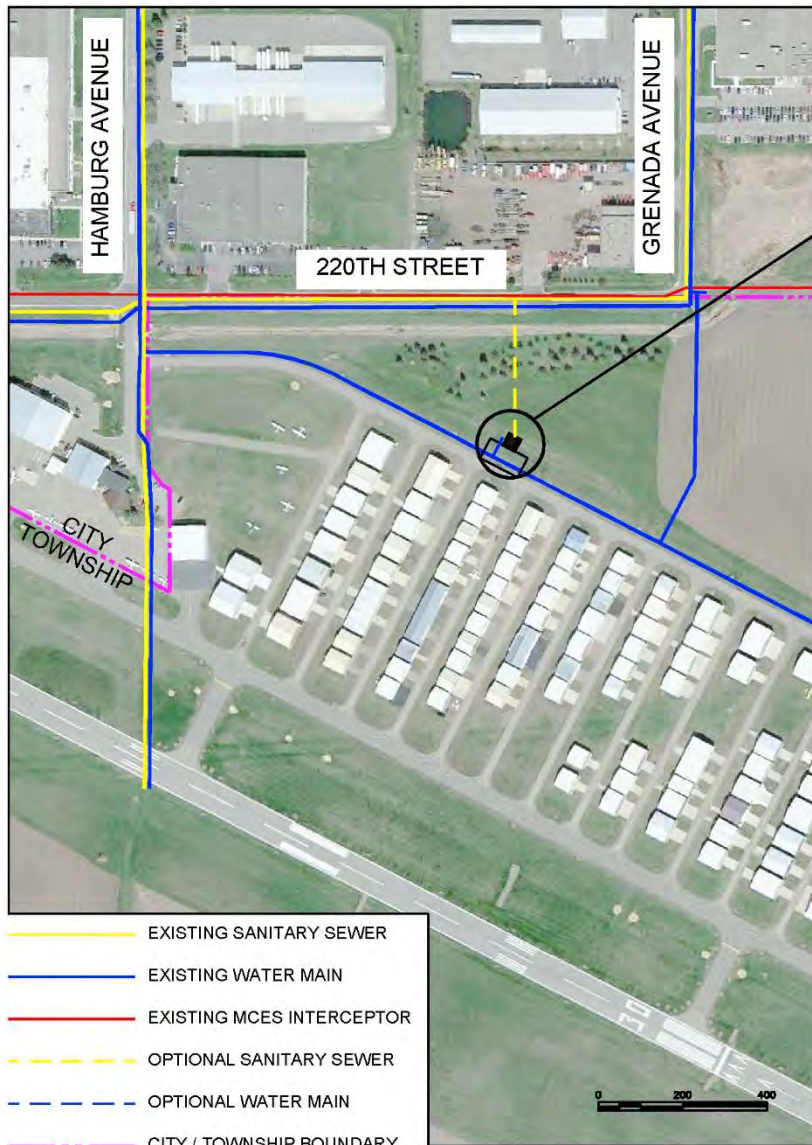 HAMBURG AVENUE
GRENADA AVENUE
220TH STREET
CITY
TOWNSHIP
30
EXISTING SANITARY SEWER
EXISTING WATER MAIN
EXISTING MCES INTERCEPTOR
OPTIONAL SANITARY SEWER
OPTIONAL WATER MAIN
CITY / TOWNSHIP BOUNDARY
0 200 400